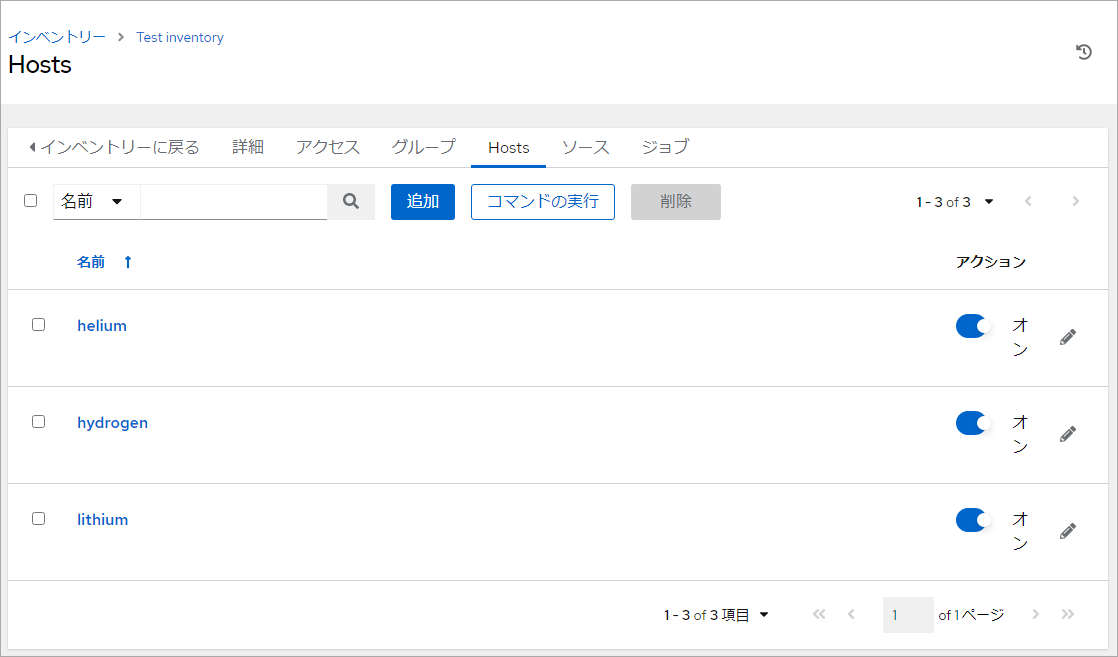 インベントリー > Test inventory
Hosts
インベントリーに戻る 詳細 アクセス グループ Hosts ソース ジョブ
名前 追加 コマンドの実行 削除 1 - 3 of 3
名前 アクション
helium オン
hydrogen オン
lithium オン
1 - 3 of 3 項目 1 of 1 ページ